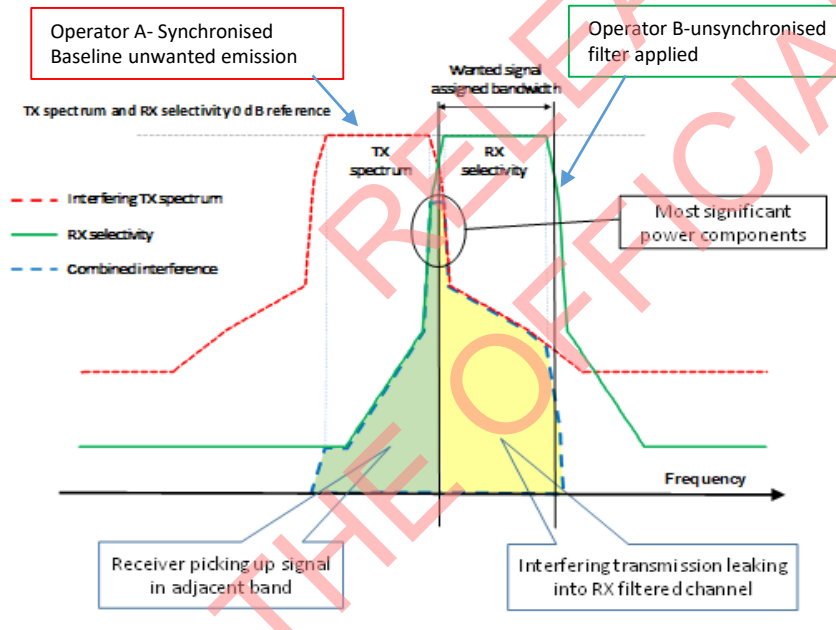 Operator A- Synchronised
Baseline unwanted emission
Operator B-unsynchronised
filter applied
Wanted signal
assigned bandwidth
TX spectrum and RX selectivity 0 dB reference
TX
spectrum
RX
selectivity
Interfering TX spectrum
RX selectivity
Combined interference
Most significant
power components
Frequency
Receiver picking up signal
in adjacent band
Interfering transmission leaking
into RX filtered channel
RELEA
THE OFFICIA